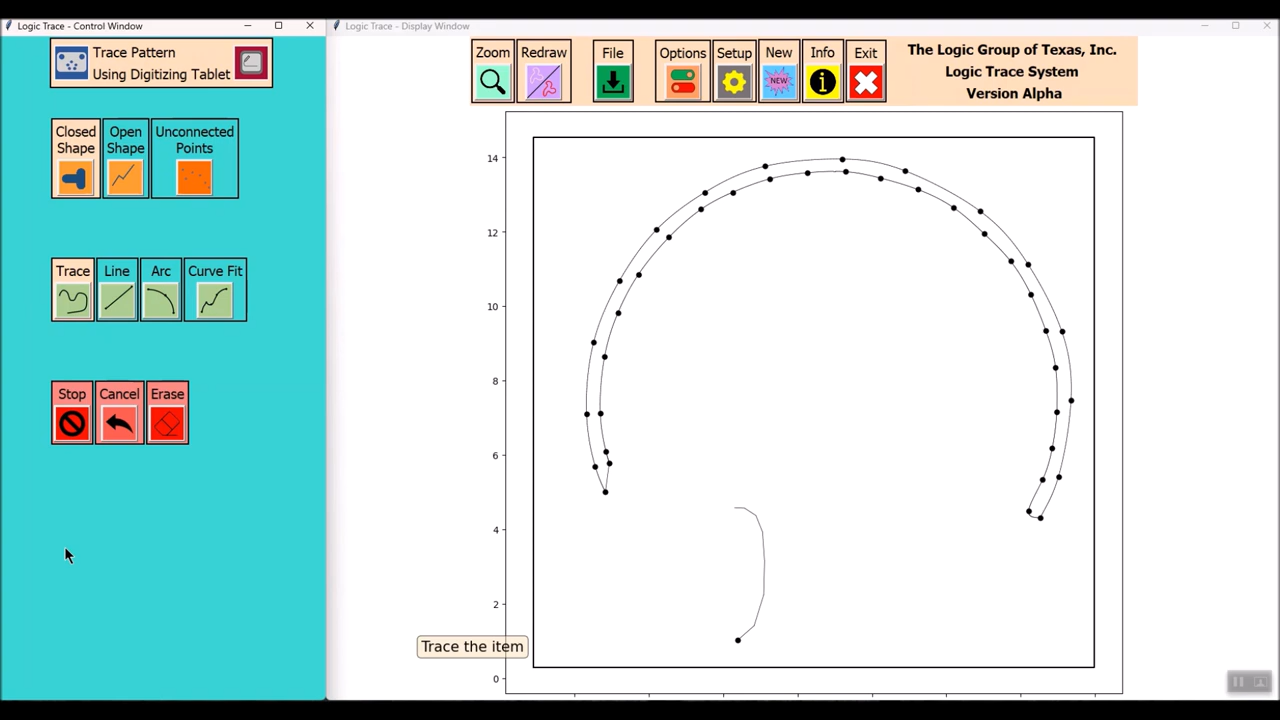 Logic Trace - Control Window
Trace Pattern
Using Digitizing Tablet
Closed
Shape
Open
Shape
Unconnected
Points
Trace
Line
Arc
Curve Fit
Stop
Cancel
Erase
Logic Trace - Display Window
Zoom
Redraw
File
Options
Setup
New
NEW
Info
Exit
The Logic Group of Texas, Inc.
Logic Trace System
Version Alpha
14
12
10
8
6
4
2
0
Trace the item